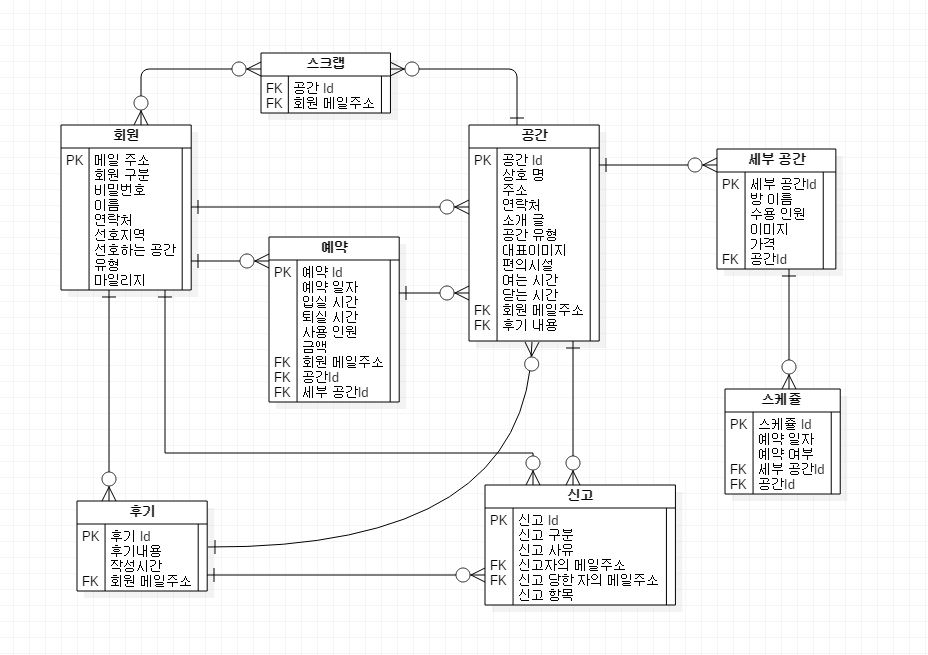 스크랩
FK 공간 Id
FK 회원 메일주소
회원
PK 메일 주소
회원 구분
비밀번호
이름
연락처
선호지역
선호하는 공간
유형
마일리지
공간
PK 공간 Id
상호 명
주소
연락처
소개 글
공간 유형
대표이미지
편의시설
여는 시간
닫는 시간
FK 회원 메일주소
FK 후기 내용
세부 공간
PK 세부 공간Id
방 이름
수용 인원
이미지
가격
FK 공간Id
예약
PK 예약 Id
예약 일자
입실 시간
퇴실 시간
사용 인원
금액
FK 회원 메일주소
FK 공간Id
FK 세부 공간Id
스케쥴
PK 스케쥴 Id
예약 일자
예약 여부
FK 세부 공간Id
FK 공간Id
후기
PK 후기 Id
후기내용
작성시간
FK 회원 메일주소
신고
PK 신고 Id
신고 구분
신고 사유
FK 신고자의 메일주소
FK 신고 당한 자의 메일주소
신고 항목